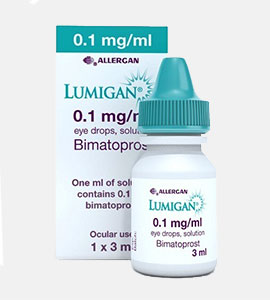 0.1 mg/ml
ALLERGAN
LUMIGAN®
0.1 mg/ml
eye drops, solution
Bimatoprost
One ml of
contains 0.1
bimatoprost
Ocular use
1 x 3 ml
ALLERGAN
LUMIGAN®
0.1 mg/ml
eye drops, solution
Bimatoprost
3 ml